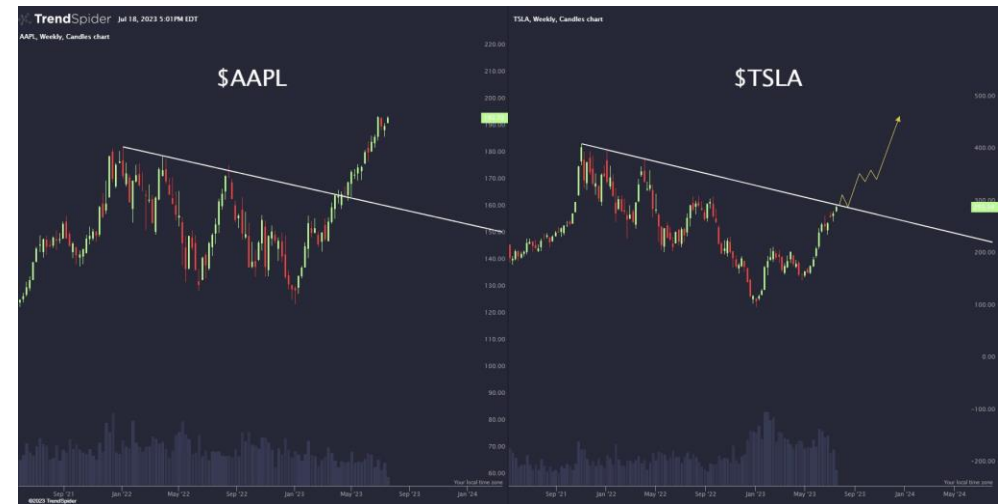 TrendSpider Jul 18, 2023 5:01PM EDT
AAPL, Weekly, Candles chart
$AAPL
220.00
210.00
200.00
190.00
180.00
170.00
160.00
150.00
140.00
130.00
120.00
110.00
100.00
90.00
80.00
70.00
60.00
Your local time zone
Sep '21 Jan '22 May '22 Sep '22 Jan '23 May '23 Sep '23 Jan '24
©2023 TrendSpider
TSLA, Weekly, Candles chart
$TSLA
500.00
400.00
300.00
200.00
100.00
0.00
-100.00
-200.00
Your local time zone
Sep '21 Jan '22 May '22 Sep '22 Jan '23 May '23 Sep '23 Jan '24 May '24